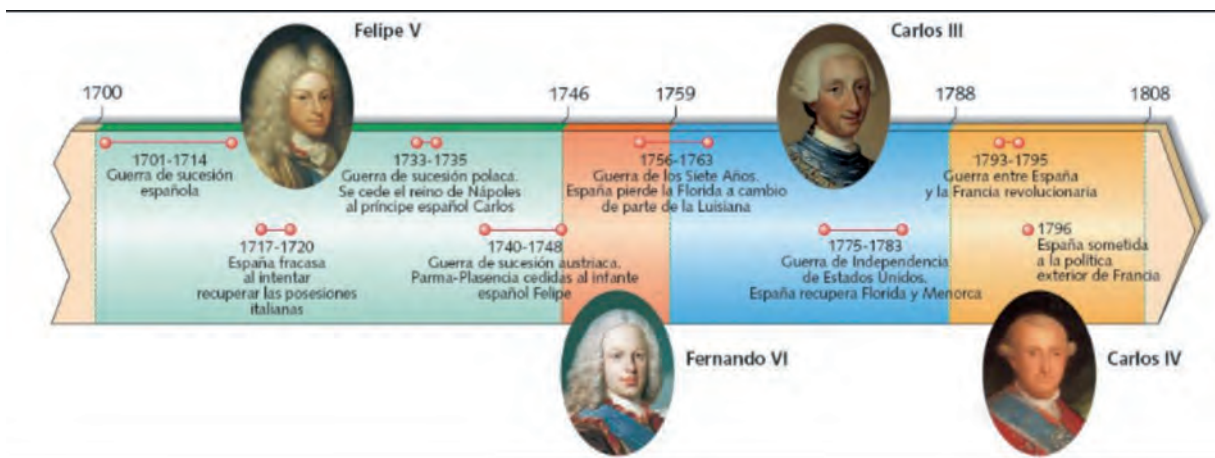 Felipe V
Carlos III
1700
1746
1759
1788
1808
1701-1714
Guerra de sucesión
española
1733-1735
Guerra de sucesión polaca.
Se cede el reino de Nápoles
al príncipe español Carlos
1756-1763
Guerra de los Siete Años.
España pierde la Florida a cambio
de parte de la Luisiana
1793-1795
Guerra entre España
y la Francia revolucionaria
1717-1720
España fracasa
al intentar
recuperar las posesiones
italianas
1740-1748
Guerra de sucesión austriaca.
Parma-Plasencia cedidas al infante
español Felipe
1775-1783
Guerra de Independencia
de Estados Unidos.
España recupera Florida y Menorca
1796
España sometida
a la política
exterior de Francia
Fernando VI
Carlos IV